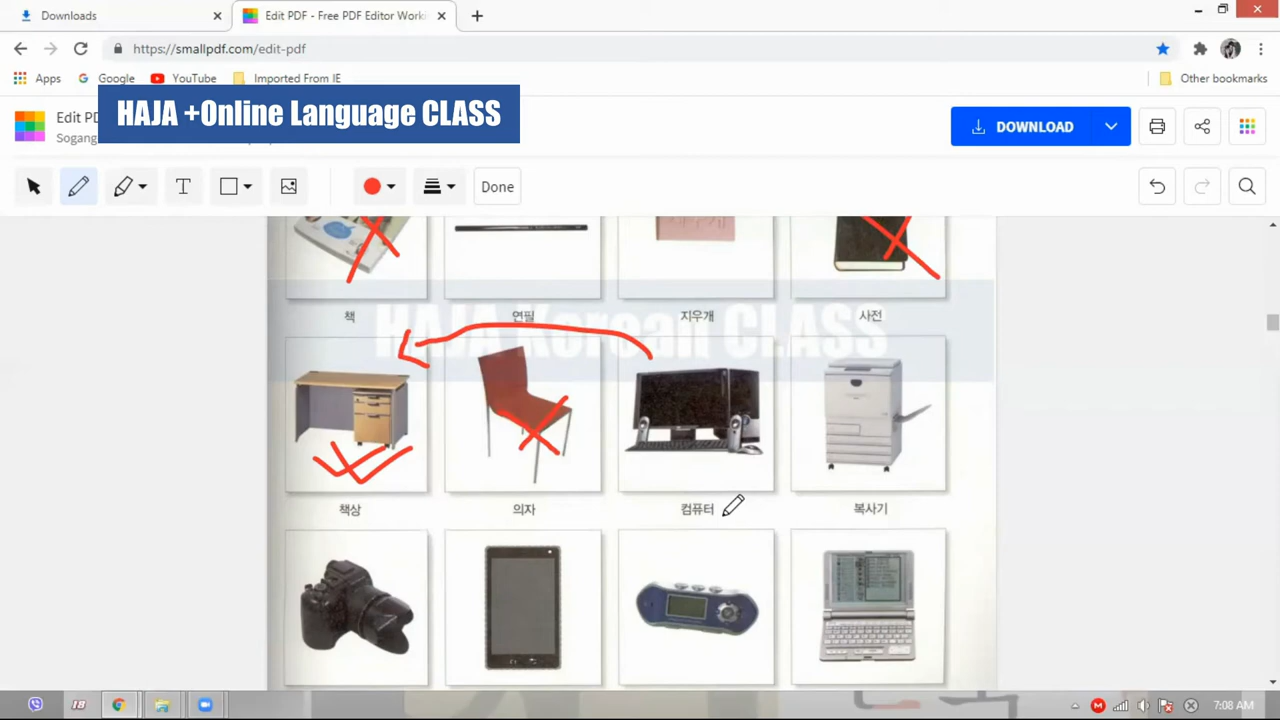 Downloads
Edit PDF - Free PDF Editor Worki
https://smallpdf.com/edit-pdf
Apps
Google
YouTube
Imported From IE
Other bookmarks
HAJA +Online Language CLASS
Edit PD
Sogang
DOWNLOAD
T
Done
책
연필
지우개
사전
HAJA Korean CLASS
책상
의자
컴퓨터
복사기
18
7:08 AM